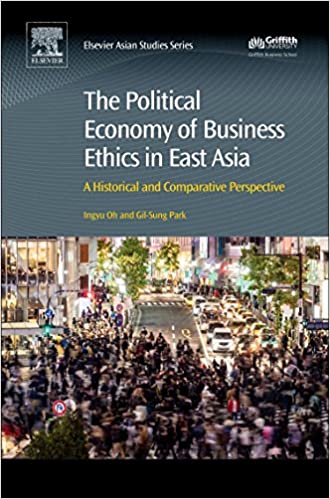 Elsevier Asian Studies Series
Griffith
UNIVERSITY
Griffith Business School
ELSEVIER
The Political
Economy of Business
Ethics in East Asia
A Historical and Comparative Perspective
Ingyu Oh and Gil-Sung Park